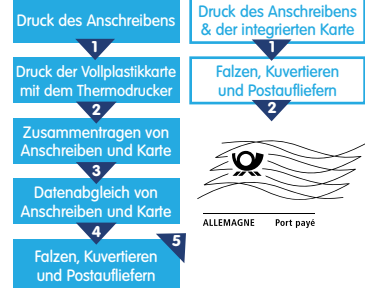 Druck des Anschreibens
1
Druck der Vollplastikkarte
mit dem Thermodrucker
2
Zusammentragen von
Anschreiben und Karte
3
Datenabgleich von
Anschreiben und Karte
4
Falzen, Kuvertieren
und Postaufliefern
5
Druck des Anschreibens
& der integrierten Karte
1
Falzen, Kuvertieren
und Postaufliefern
2
ALLEMAGNE Port payé